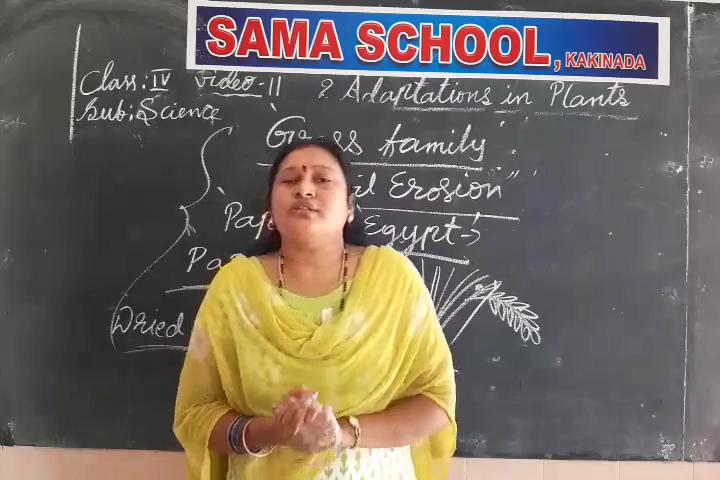 SAMA SCHOOL, KAKINADA
Class: IV Video-11 2 Adaptations in Plants
Sub: Science
Grass family:
Erosion"
Egypt→
Dried